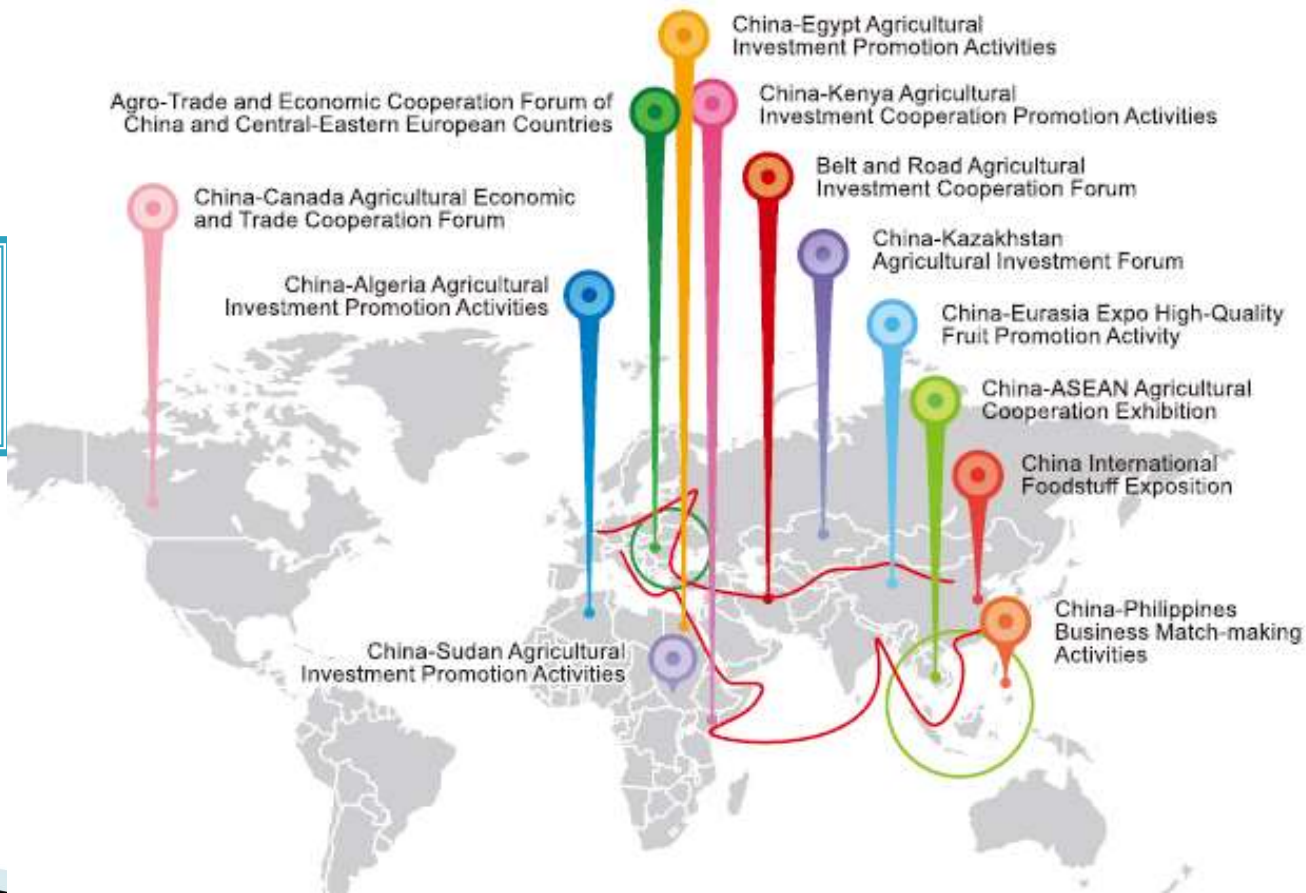 China-Egypt Agricultural
Investment Promotion Activities
Agro-Trade and Economic Cooperation Forum of
China and Central-Eastern European Countries
China-Kenya Agricultural
Investment Cooperation Promotion Activities
Belt and Road Agricultural
Investment Cooperation Forum
China-Canada Agricultural Economic
and Trade Cooperation Forum
China-Kazakhstan
Agricultural Investment Forum
China-Algeria Agricultural
Investment Promotion Activities
China-Eurasia Expo High-Quality
Fruit Promotion Activity
China-ASEAN Agricultural
Cooperation Exhibition
China International
Foodstuff Exposition
China-Philippines
Business Match-making
Activities
China-Sudan Agricultural
Investment Promotion Activities